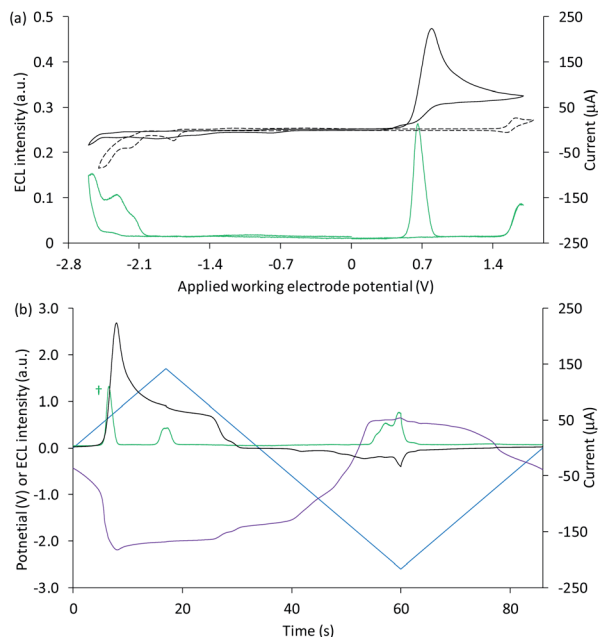 (a)
0.5
0.4
0.3
0.2
0.1
0
ECL intensity (a.u.)
250
150
50
-50
-150
-250
Current (µA)
-2.8 -2.1 -1.4 -0.7 0 0.7 1.4
Applied working electrode potential (V)
(b)
3.0
2.0
1.0
0.0
-1.0
-2.0
-3.0
Potnetial (V) or ECL intensity (a.u.)
†
250
150
50
-50
-150
-250
Current (µA)
0 20 40 60 80
Time (s)